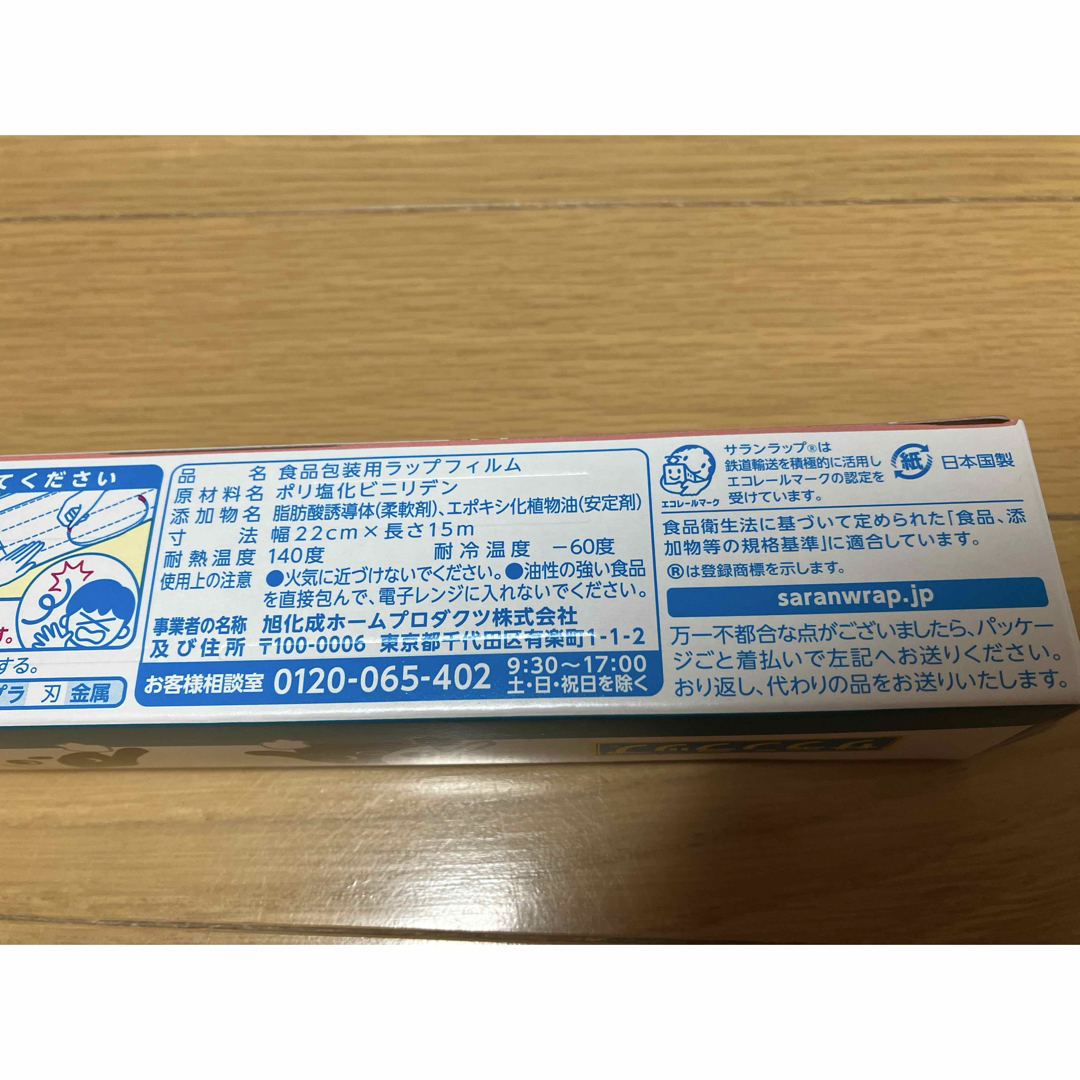 てください
す。
する。
プラ 刃 金属
品名 食品包装用ラップフィルム
原材料名 ポリ塩化ビニリデン
添加物名 脂肪酸誘導体(柔軟剤)、エポキシ化植物油(安定剤)
寸法 幅22cm×長さ15m
耐熱温度 140度 耐冷温度 −60度
使用上の注意 ●火気に近づけないでください。●油性の強い食品
を直接包んで、電子レンジに入れないでください。
事業者の名称 旭化成ホームプロダクツ株式会社
及び住所 〒100-0006 東京都千代田区有楽町1-1-2
お客様相談室 0120-065-402 9:30〜17:00
土・日・祝日を除く
エコレールマーク
サランラップ®は
鉄道輸送を積極的に活用し
エコレールマークの認定を
受けています。
紙 日本国製
食品衛生法に基づいて定められた「食品、添
加物等の規格基準」に適合しています。
®は登録商標を示します。
saranwrap.jp
万一不都合な点がございましたら、パッケー
ジごと着払いで左記へお送りください。
おり返し、代わりの品をお送りいたします。